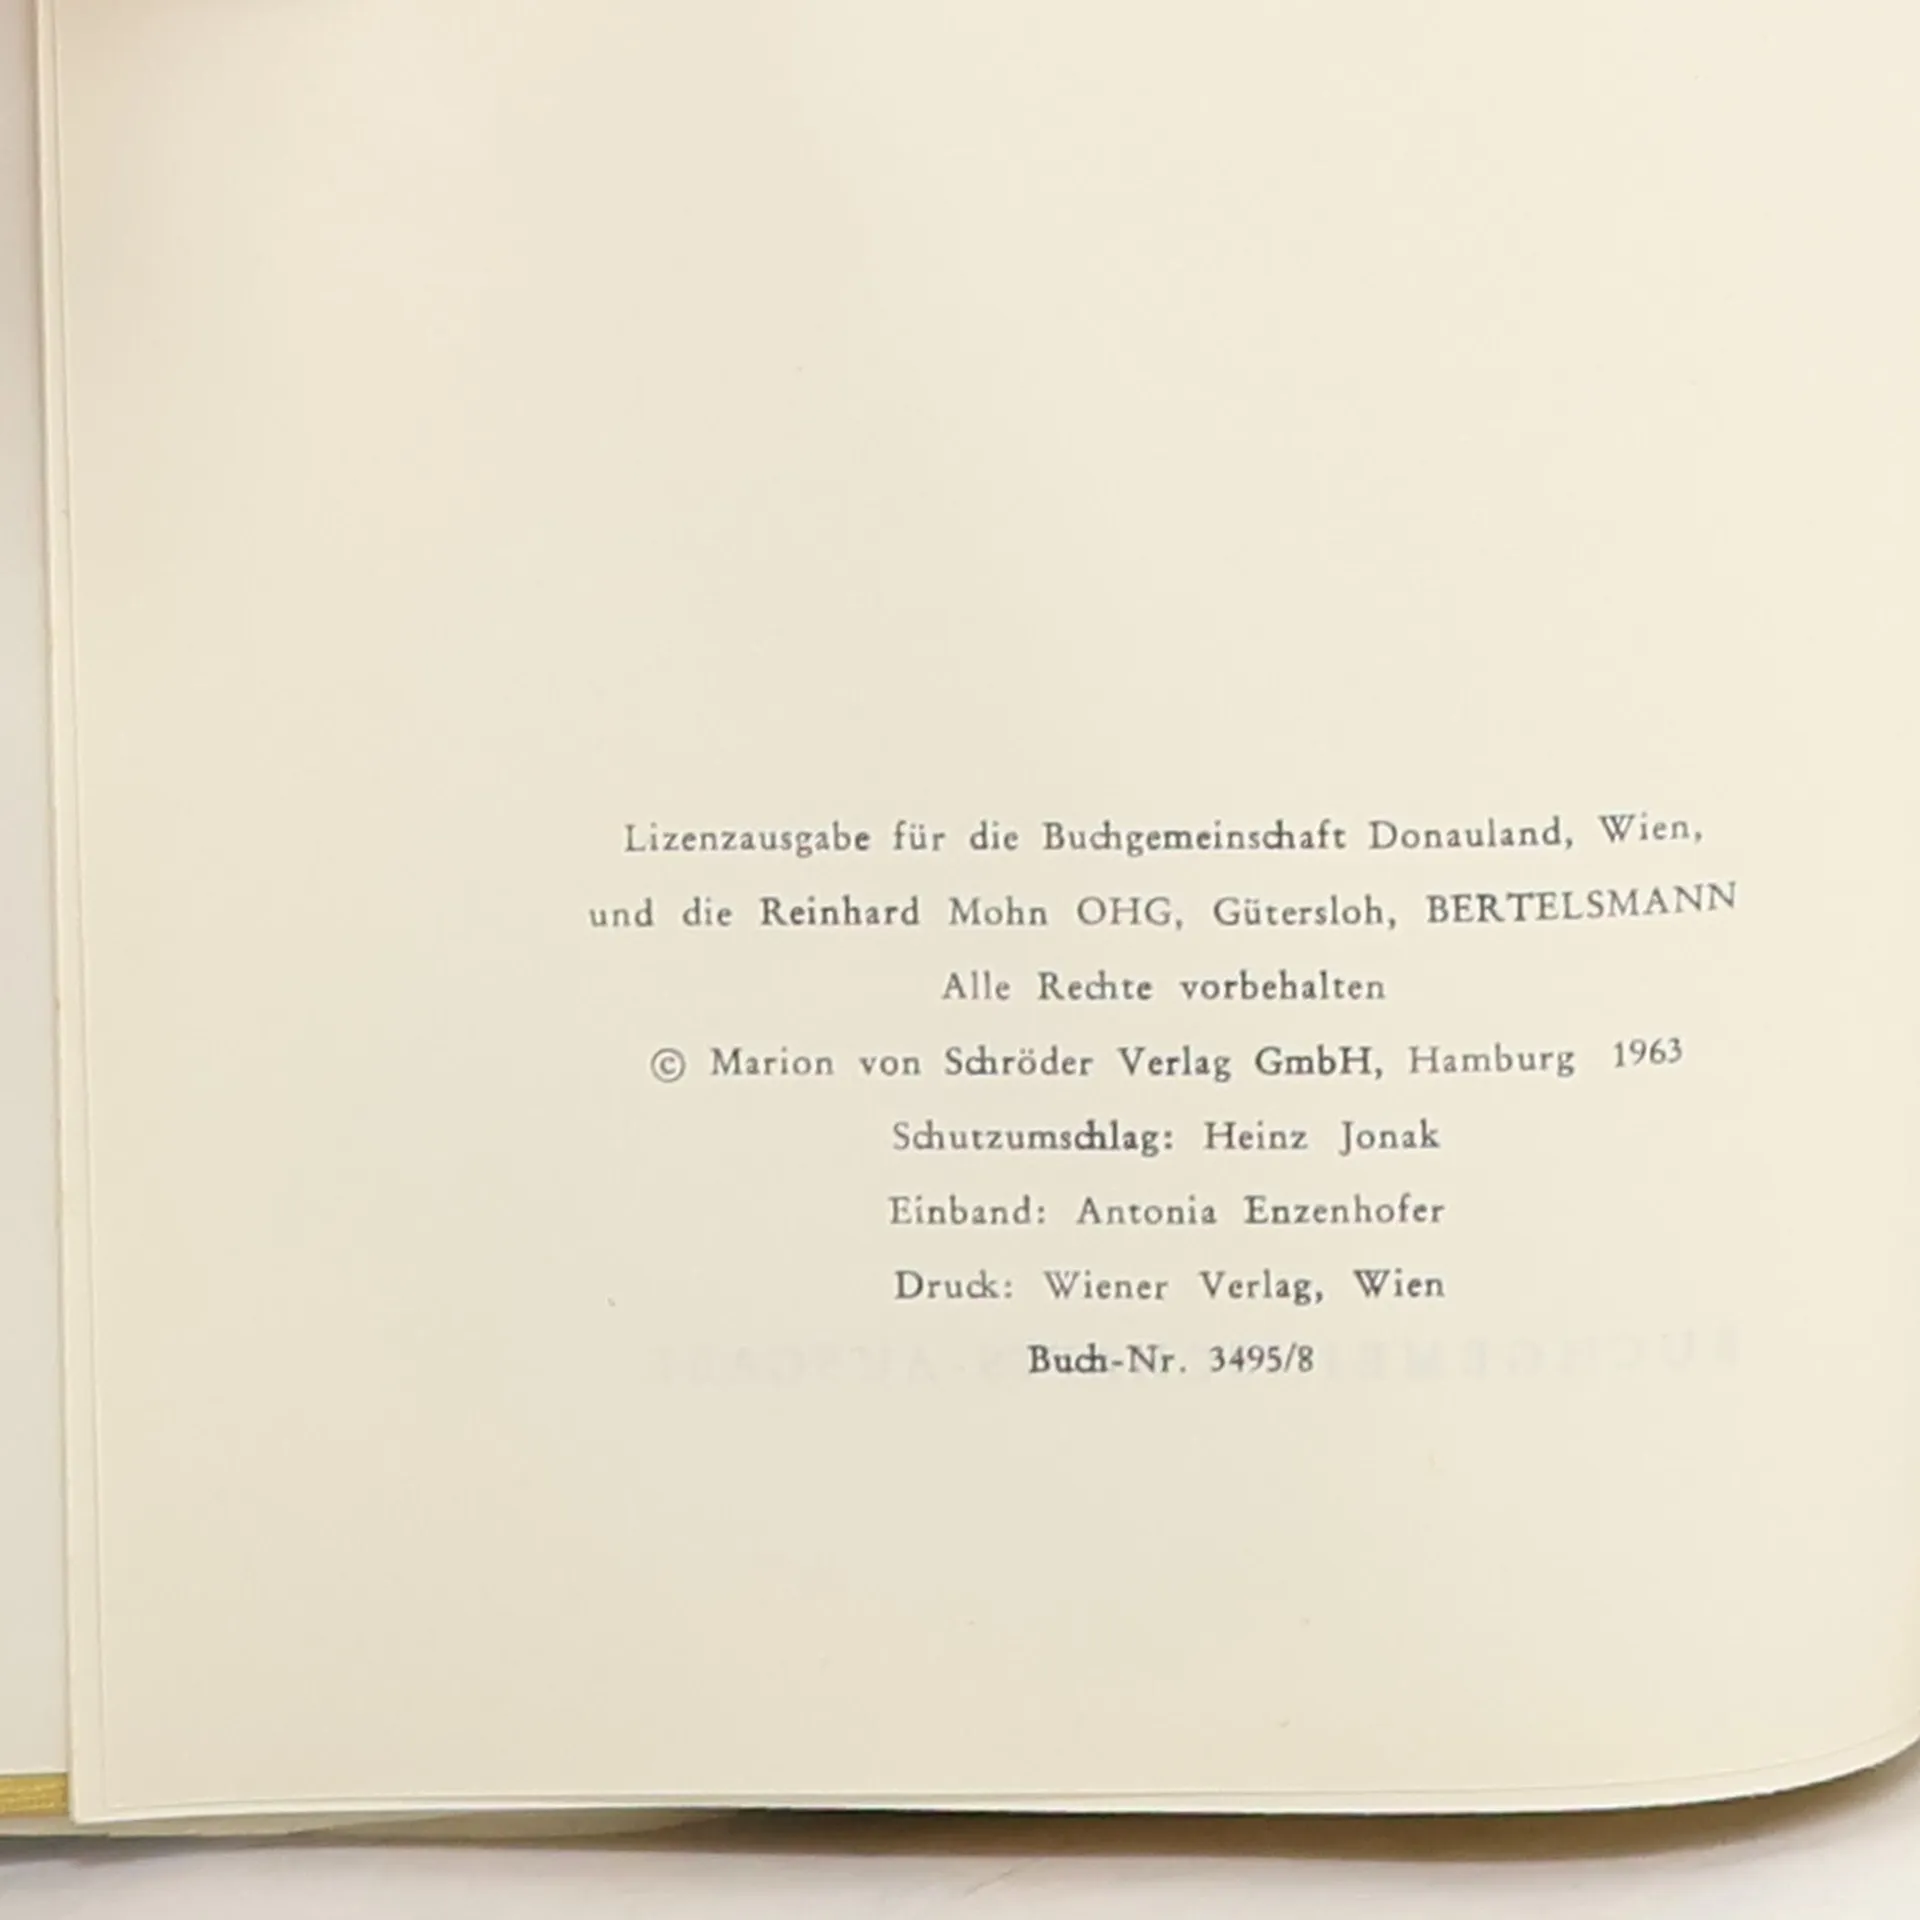 Lizenzausgabe für die Buchgemeinschaft Donauland, Wien,
und die Reinhard Mohn OHG, Gütersloh, BERTELSMANN
Alle Rechte vorbehalten
© Marion von Schröder Verlag GmbH, Hamburg 1963
Schutzumschlag: Heinz Jonak
Einband: Antonia Enzenhofer
Druck: Wiener Verlag, Wien
Buch-Nr. 3495/8